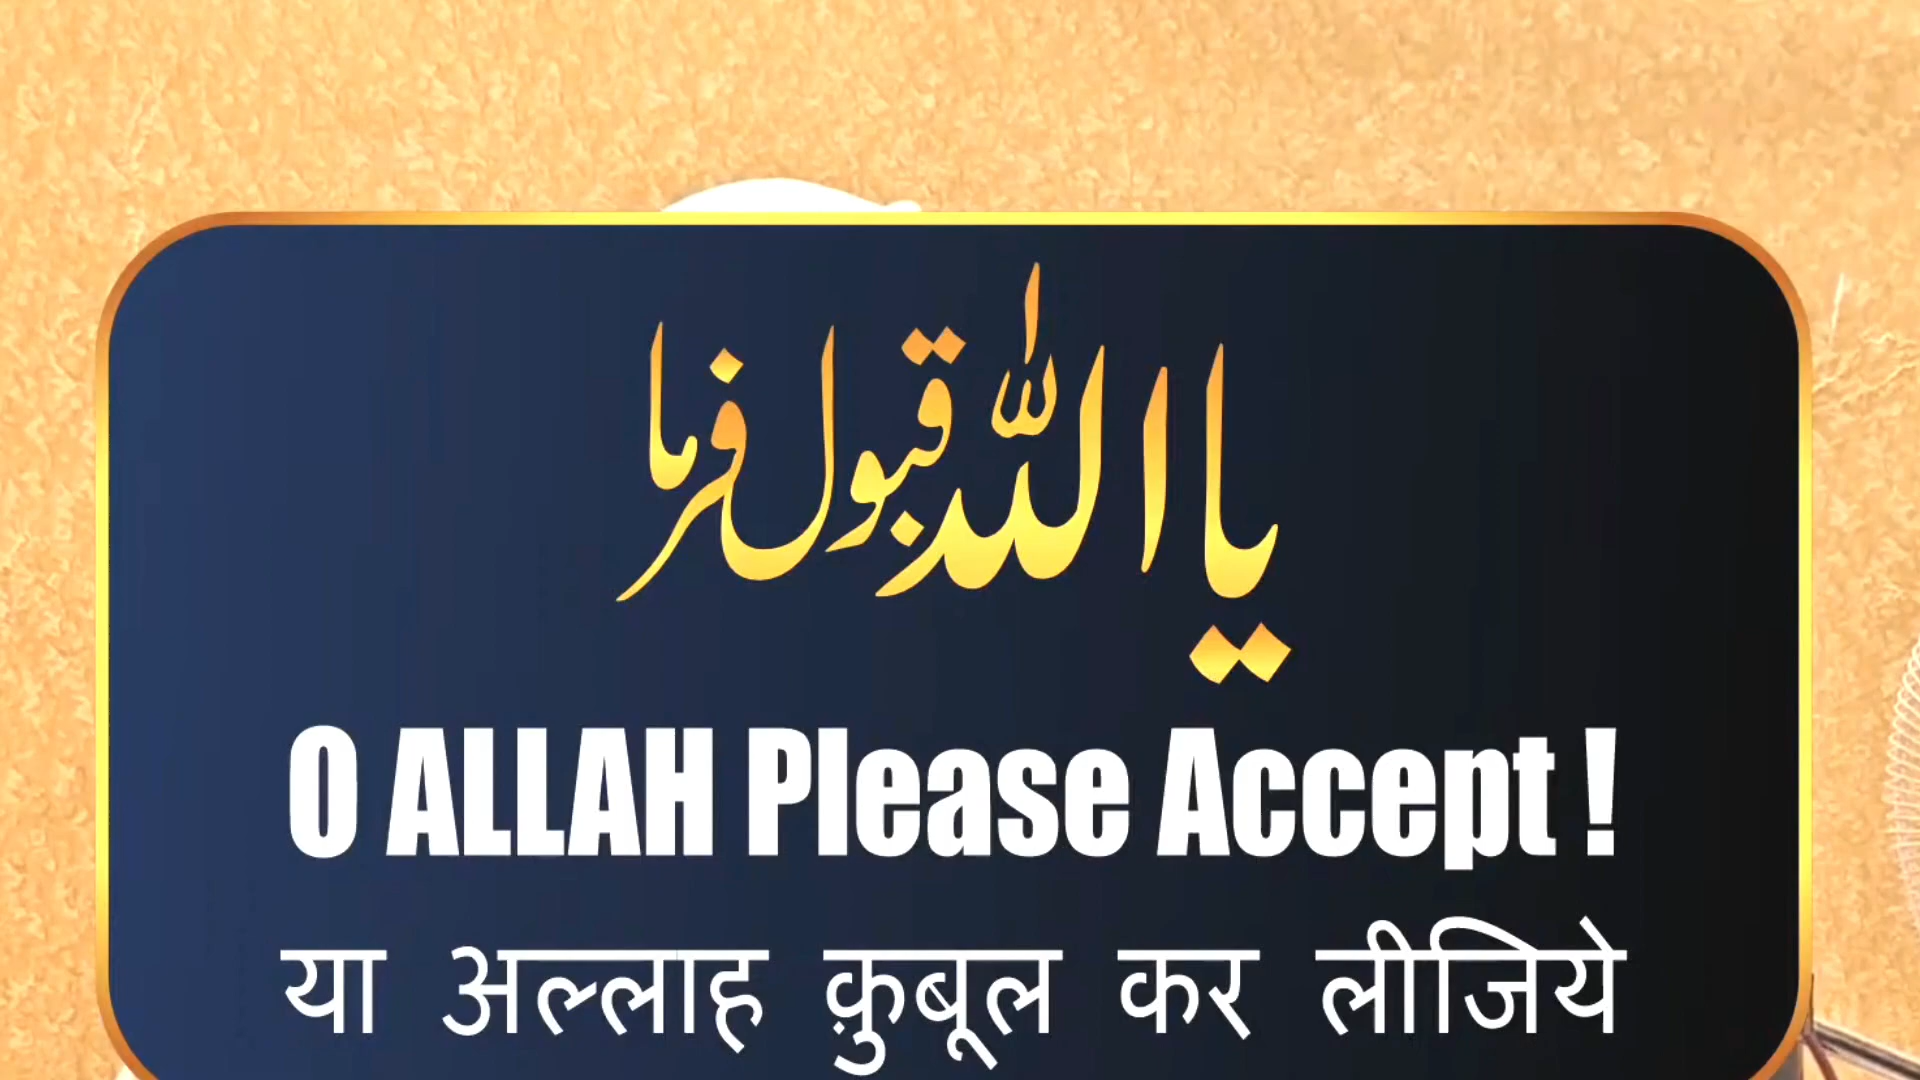 یا اللہ قبول فرما
O ALLAH Please Accept !
या अल्लाह क़ुबूल कर लीजिये